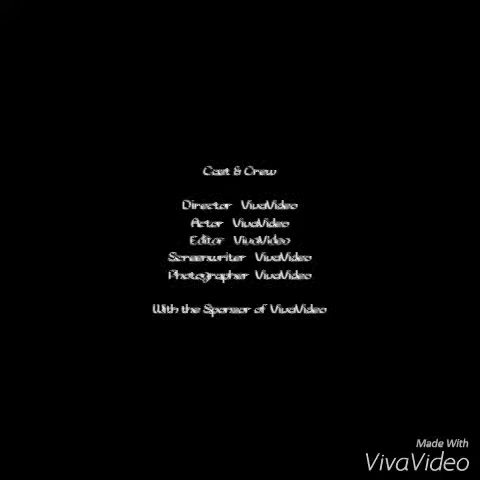 Cast & Crew
Director VivaVideo
Actor VivaVideo
Editor VivaVideo
Screenwriter VivaVideo
Photographer VivaVideo
With the Sponsor of VivaVideo
Made With
VivaVideo